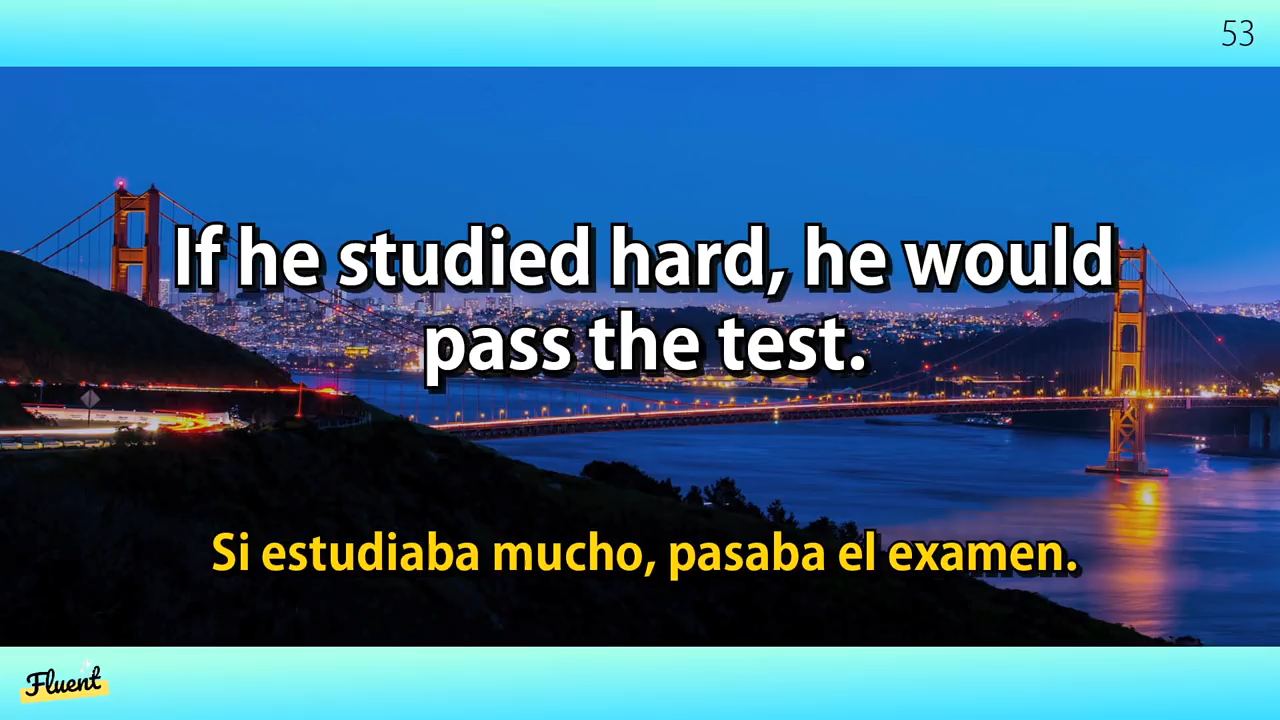 53
If he studied hard, he would
pass the test.
Si estudiaba mucho, pasaba el examen.
Fluent